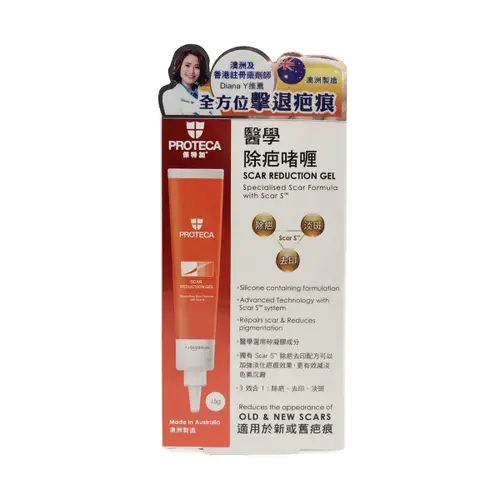 澳洲及
香港註冊藥劑師
Diana Y推薦
澳洲製造
全方位擊退疤痕
PROTECA
保特加
醫學
除疤啫喱
SCAR REDUCTION GEL
Specialised Scar Formula
with Scar S™
除疤
淡斑
Scar S™
去印
PROTECA
SCAR
REDUCTION GEL
15g
Made in Australia
澳洲製造
·Silicone containing formulation
·Advanced Technology with
Scar S™ system
·Repairs scar & Reduces
pigmentation
·醫學選用矽凝膠成分
·獨有 Scar S™ 除疤去印配方可以
加強淡化疤痕效果，更有效減淡
色素沉積
·3 效合 1：除疤、去印、淡斑
Reduces the appearance of
OLD & NEW SCARS
適用於新或舊疤痕